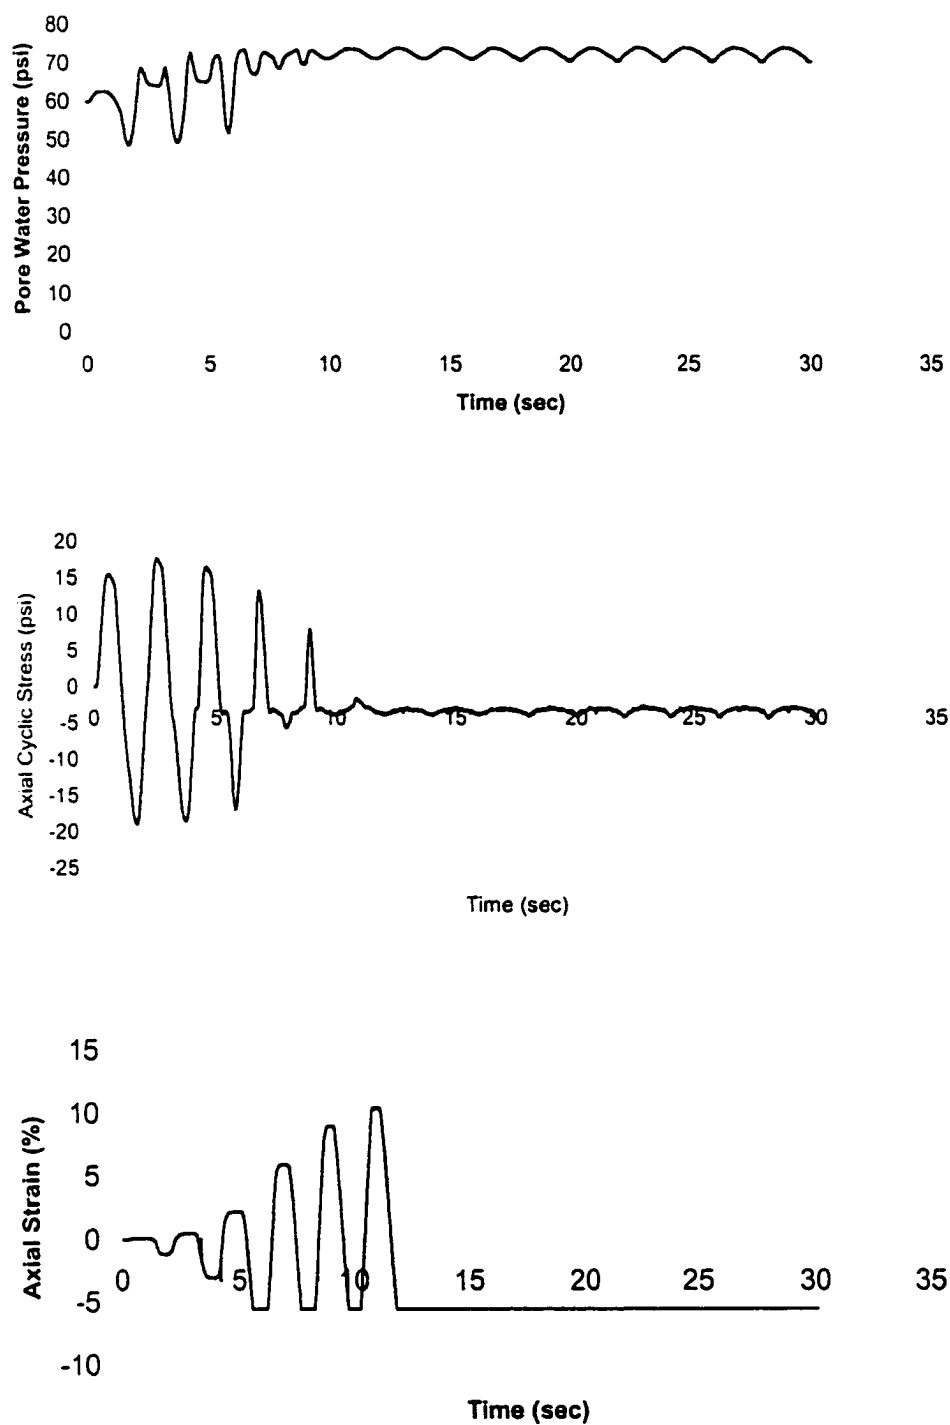 80
70
60
50
40
30
20
10
0
Pore Water Pressure (psi)
0 5 10 15 20 25 30 35
Time (sec)
20
15
10
5
0
-5
-10
-15
-20
-25
Axial Cyclic Stress (psi)
0 5 10 15 20 25 30 35
Time (sec)
15
10
5
0
-5
-10
Axial Strain (%)
0 5 10 15 20 25 30 35
Time (sec)